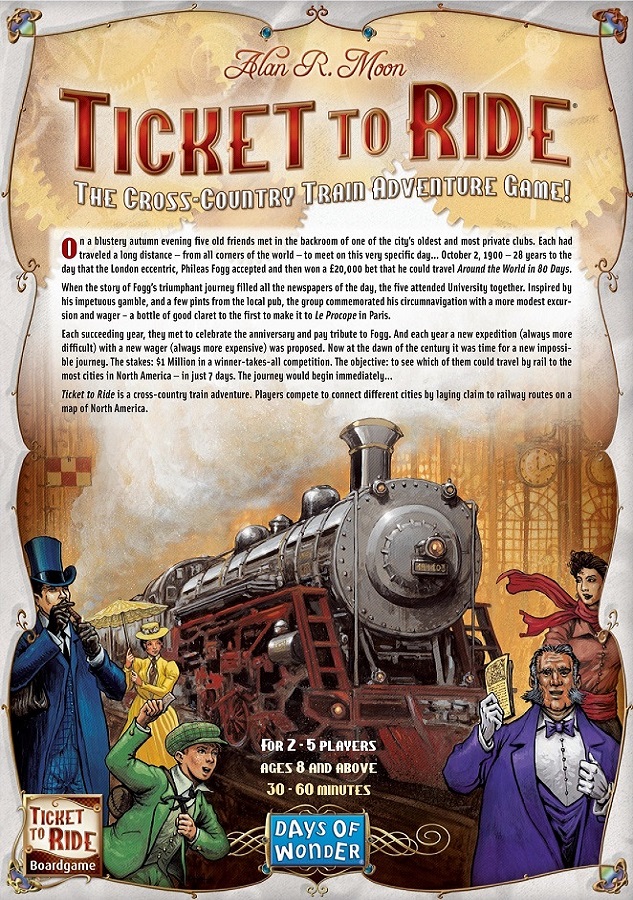 Alan R. Moon
TICKET TO RIDE®
THE CROSS-COUNTRY TRAIN ADVENTURE GAME!
On a blustery autumn evening five old friends met in the backroom of one of the city's oldest and most private clubs. Each had
traveled a long distance – from all corners of the world – to meet on this very specific day... October 2, 1900 – 28 years to the
day that the London eccentric, Phileas Fogg accepted and then won a £20,000 bet that he could travel Around the World in 80 Days.
When the story of Fogg's triumphant journey filled all the newspapers of the day, the five attended University together. Inspired by
his impetuous gamble, and a few pints from the local pub, the group commemorated his circumnavigation with a more modest excur-
sion and wager – a bottle of good claret to the first to make it to Le Procope in Paris.
Each succeeding year, they met to celebrate the anniversary and pay tribute to Fogg. And each year a new expedition (always more
difficult) with a new wager (always more expensive) was proposed. Now at the dawn of the century it was time for a new impossi-
ble journey. The stakes: $1 Million in a winner-takes-all competition. The objective: to see which of them could travel by rail to the
most cities in North America – in just 7 days. The journey would begin immediately...
Ticket to Ride is a cross-country train adventure. Players compete to connect different cities by laying claim to railway routes on a
map of North America.
FOR 2 - 5 PLAYERS
AGES 8 AND ABOVE
30 - 60 MINUTES
TICKET
TO RIDE
Boardgame
DAYS OF
WONDER